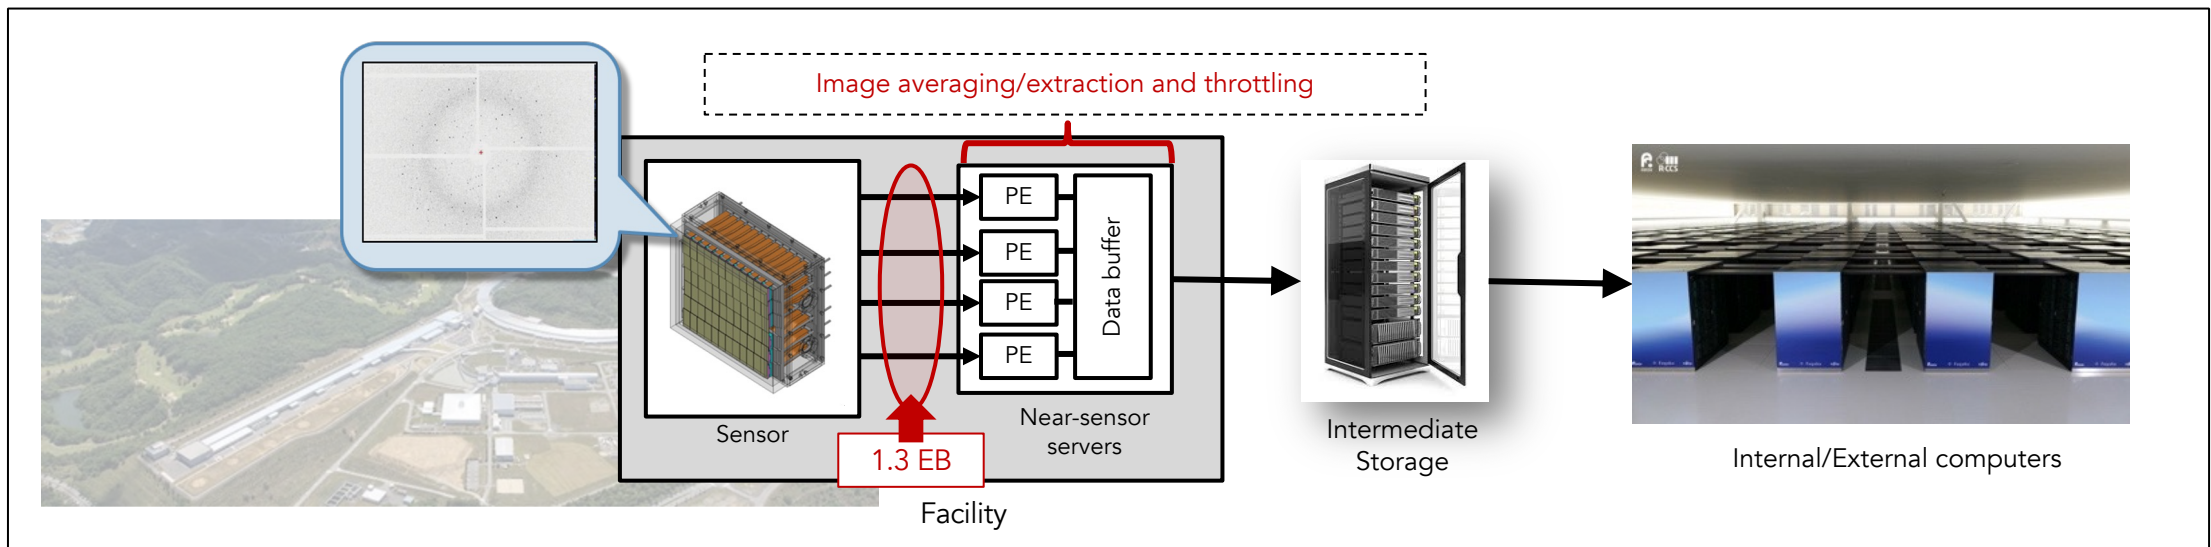 Image averaging/extraction and throttling
PE
PE
PE
PE
Data buffer
Sensor
Near-sensor
servers
1.3 EB
Facility
Intermediate
Storage
Internal/External computers
R-CCS